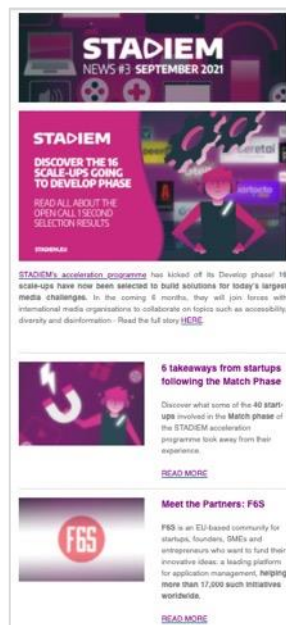 STADIEM
NEWS #3 SEPTEMBER 2021
STADIEM
DISCOVER THE 16
SCALE-UPS GOING
TO DEVELOP PHASE
READ ALL ABOUT THE
OPEN CALL 1 SECOND
SELECTION RESULTS
STADIEM.EU
STADIEM's acceleration programme has kicked off its Develop phase! 16
scale-ups have now been selected to build solutions for today's largest
media challenges. In the coming 6 months, they will join forces with
international media organisations to collaborate on topics such as accessibility,
diversity and disinformation - Read the full story HERE.
6 takeaways from startups
following the Match Phase
Discover what some of the 40 start-
ups involved in the Match phase of
the STADIEM acceleration
programme took away from their
experience.
READ MORE
F6S
Meet the Partners: F6S
F6S is an EU-based community for
startups, founders, SMEs and
entrepreneurs who want to fund their
innovative ideas: a leading platform
for application management, helping
more than 17,000 such initiatives
worldwide.
READ MORE